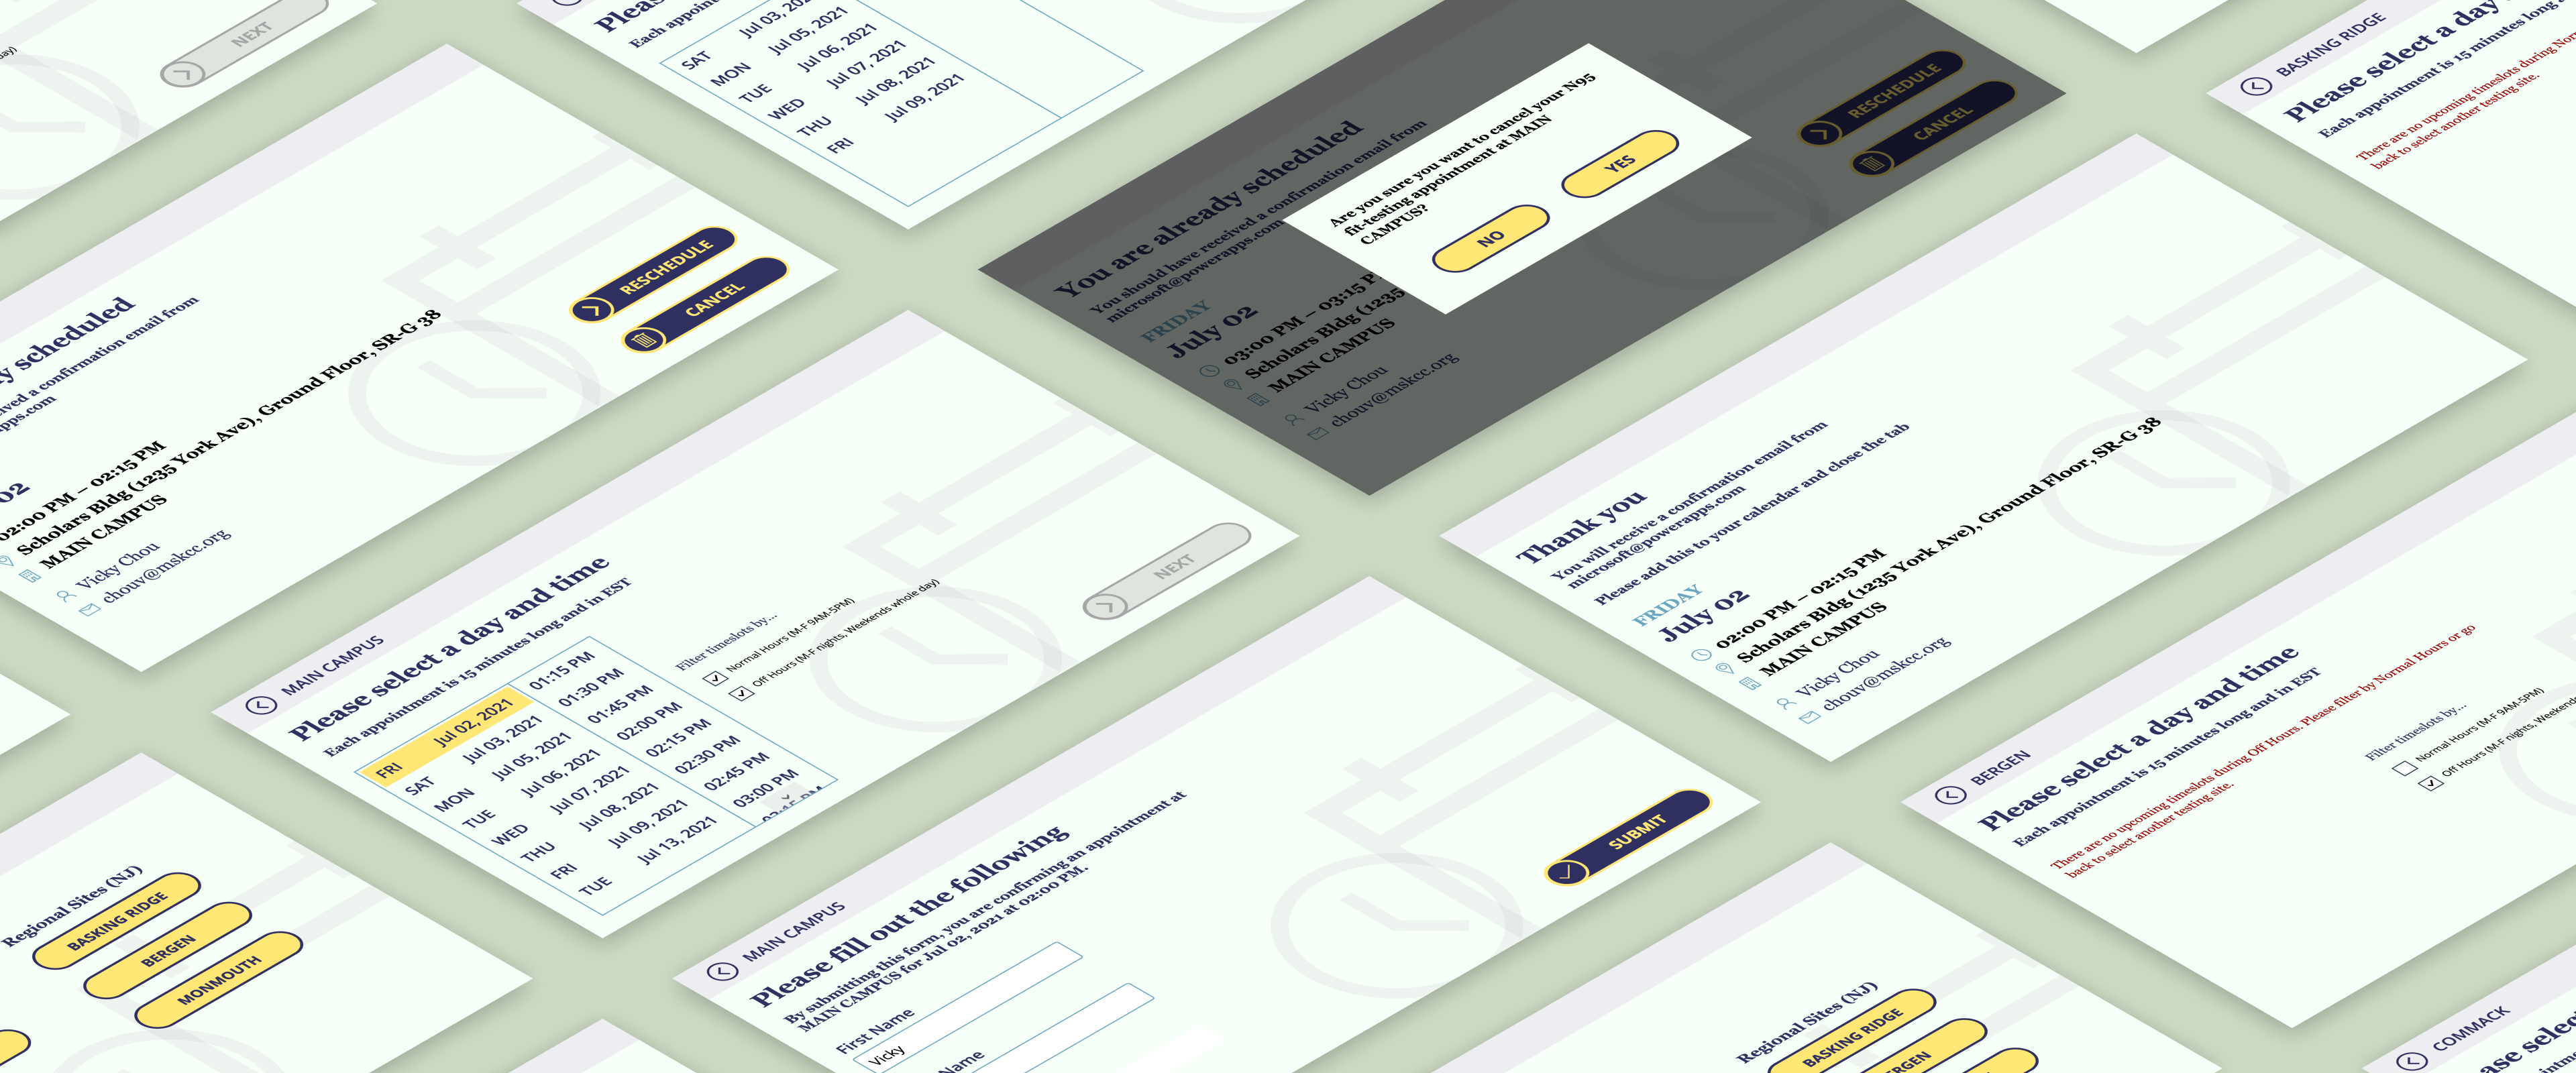 day)
NEXT
Please
Each appoin
SAT Jul 03, 202
MON Jul 05, 2021
TUE Jul 06, 2021
WED Jul 07, 2021
THU Jul 08, 2021
FRI Jul 09, 2021
y scheduled
eived a confirmation email from
apps.com
02
02:00 PM – 02:15 PM
Scholars Bldg (1235 York Ave), Ground Floor, SR-G 38
MAIN CAMPUS
Vicky Chou
chouv@mskcc.org
RESCHEDULE
CANCEL
You are already scheduled
You should have received a confirmation email from
microsoft@powerapps.com
FRIDAY
July 02
03:00 PM – 03:15 P
Scholars Bldg (1235
MAIN CAMPUS
Vicky Chou
chouv@mskcc.org
Are you sure you want to cancel your N95
fit-testing appointment at MAIN
CAMPUS?
NO
YES
RESCHEDULE
CANCEL
BASKING RIDGE
Please select a day
Each appointment is 15 minutes long
There are no upcoming timeslots during Nor
back to select another testing site.
MAIN CAMPUS
Please select a day and time
Each appointment is 15 minutes long and in EST
FRI Jul 02, 2021
SAT Jul 03, 2021
MON Jul 05, 2021
TUE Jul 06, 2021
WED Jul 07, 2021
THU Jul 08, 2021
FRI Jul 09, 2021
TUE Jul 13, 2021
01:15 PM
01:30 PM
01:45 PM
02:00 PM
02:15 PM
02:30 PM
02:45 PM
03:00 PM
Filter timeslots by...
Normal Hours (M-F 9AM-5PM)
Off Hours (M-F nights, Weekends whole day)
NEXT
Thank you
You will receive a confirmation email from
microsoft@powerapps.com
Please add this to your calendar and close the tab
FRIDAY
July 02
02:00 PM – 02:15 PM
Scholars Bldg (1235 York Ave), Ground Floor, SR-G 38
MAIN CAMPUS
Vicky Chou
chouv@mskcc.org
Regional Sites (NJ)
BASKING RIDGE
BERGEN
MONMOUTH
MAIN CAMPUS
Please fill out the following
By submitting this form, you are confirming an appointment at
MAIN CAMPUS for Jul 02, 2021 at 02:00 PM.
First Name
Vicky
Name
SUBMIT
BERGEN
Please select a day and time
Each appointment is 15 minutes long and in EST
There are no upcoming timeslots during Off Hours. Please filter by Normal Hours or go
back to select another testing site.
Filter timeslots by...
Normal Hours (M-F 9AM-5PM)
Off Hours (M-F nights, Weekends
Regional Sites (NJ)
BASKING RIDGE
ERGEN
COMMACK
ase selec